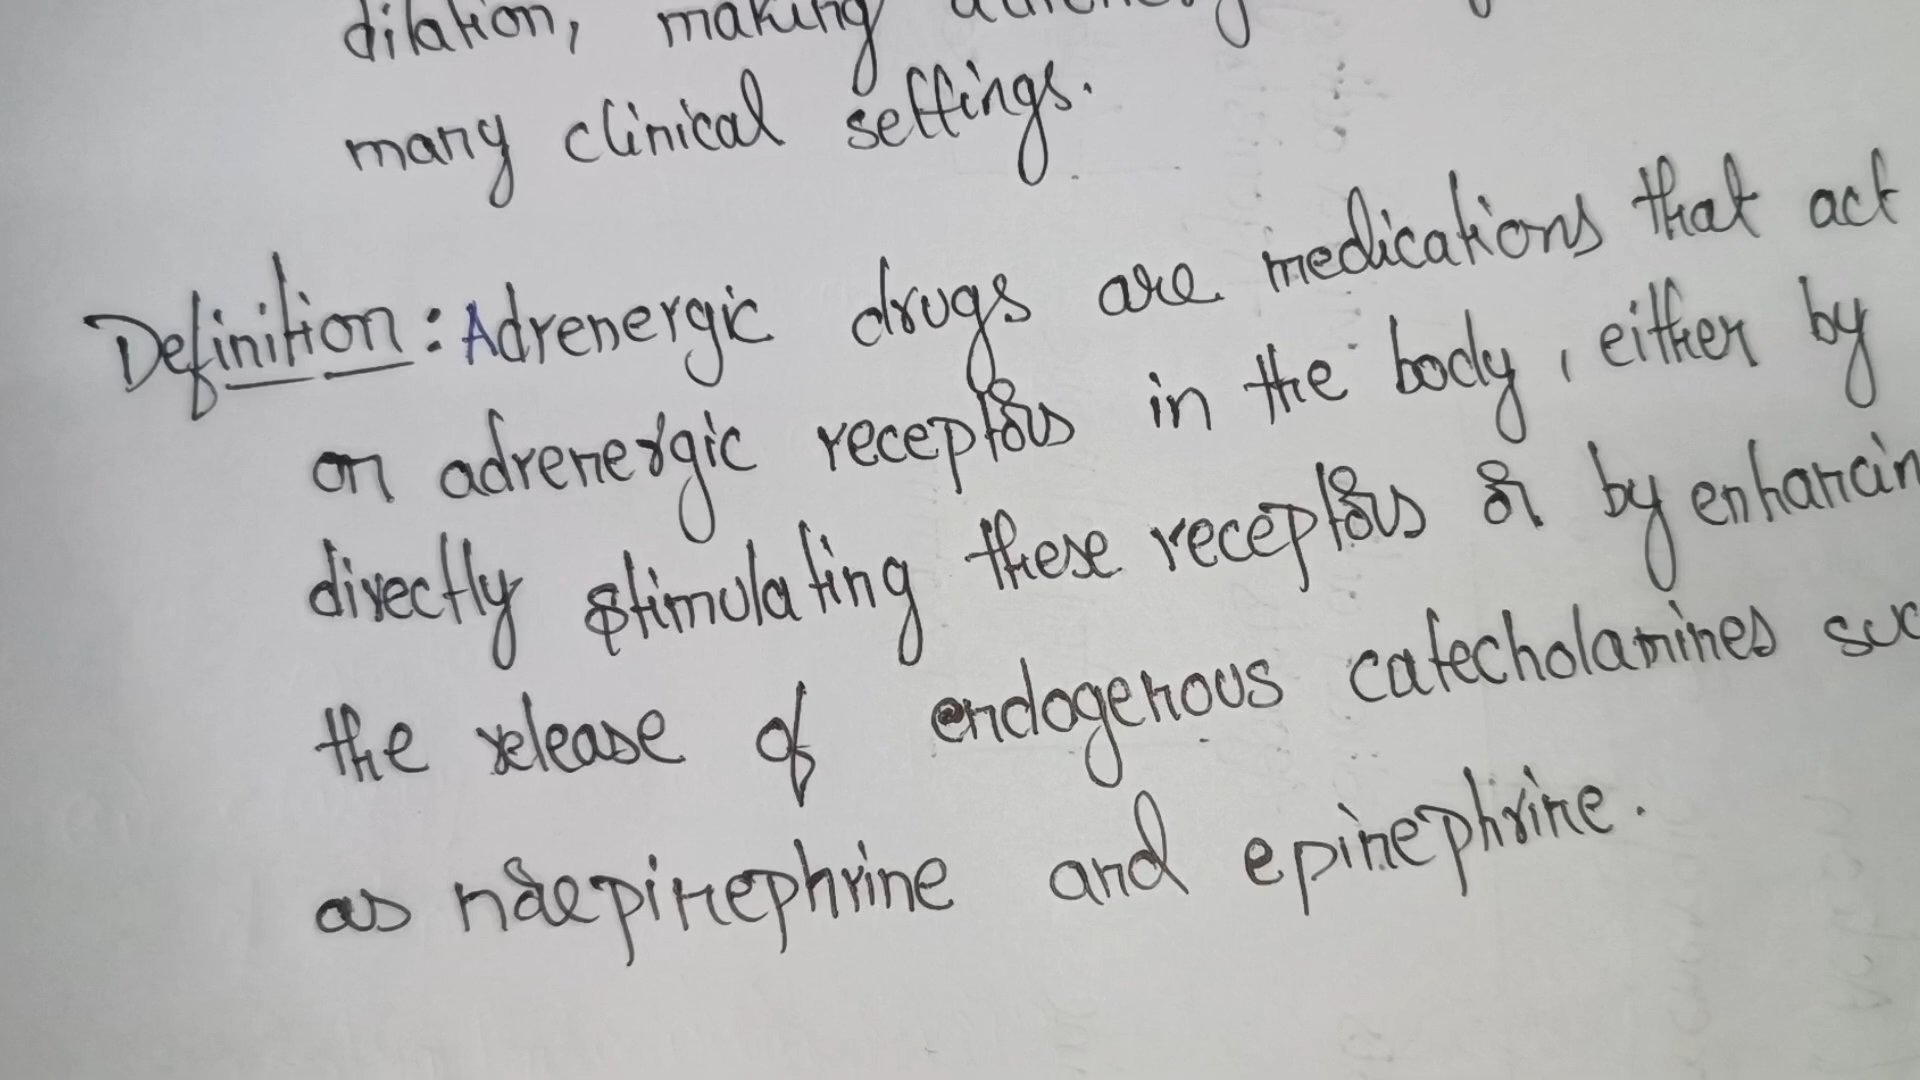 dilation, making
many clinical settings.
Definition: Adrenergic drugs are medications that act
on adrenergic receptors in the body, either by
directly stimulating these receptors or by enhancin
the release of endogenous catecholamines suc
as norepinephrine and epinephrine.